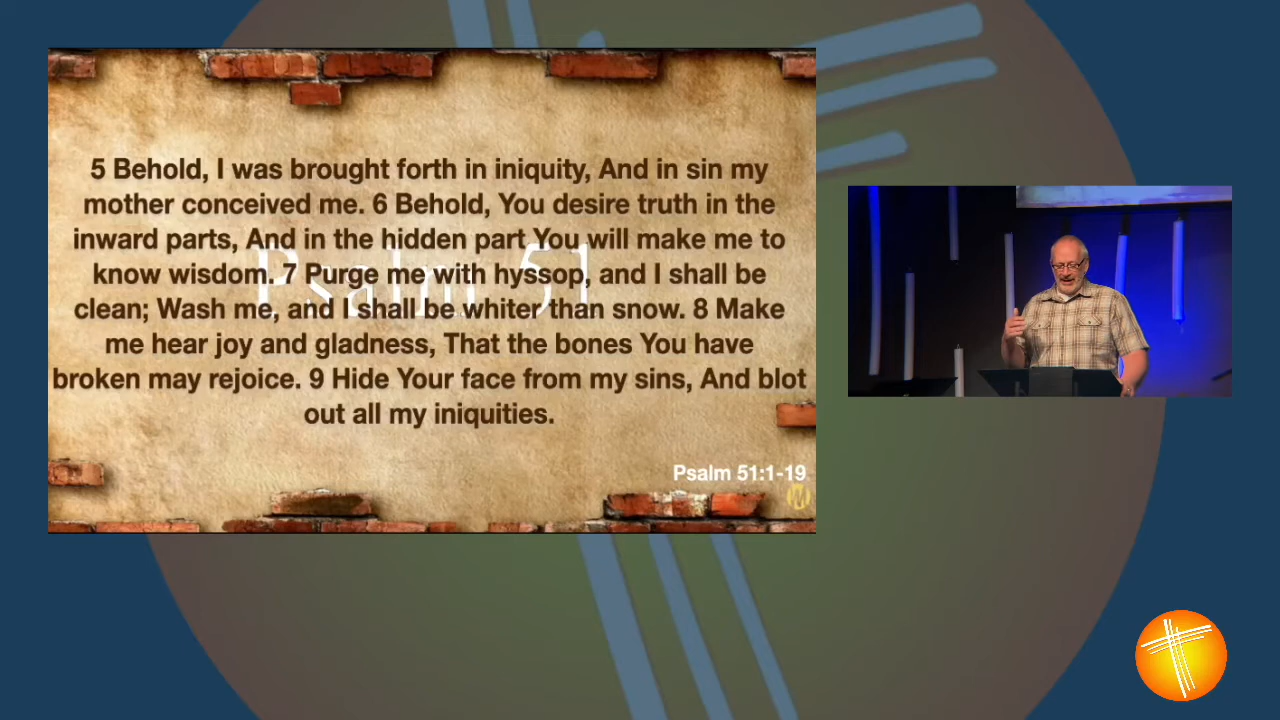 5 Behold, I was brought forth in iniquity, And in sin my
mother conceived me. 6 Behold, You desire truth in the
inward parts, And in the hidden part You will make me to
know wisdom. 7 Purge me with hyssop, and I shall be
clean; Wash me, and I shall be whiter than snow. 8 Make
me hear joy and gladness, That the bones You have
broken may rejoice. 9 Hide Your face from my sins, And blot
out all my iniquities.
Psalm 51
Psalm 51:1-19